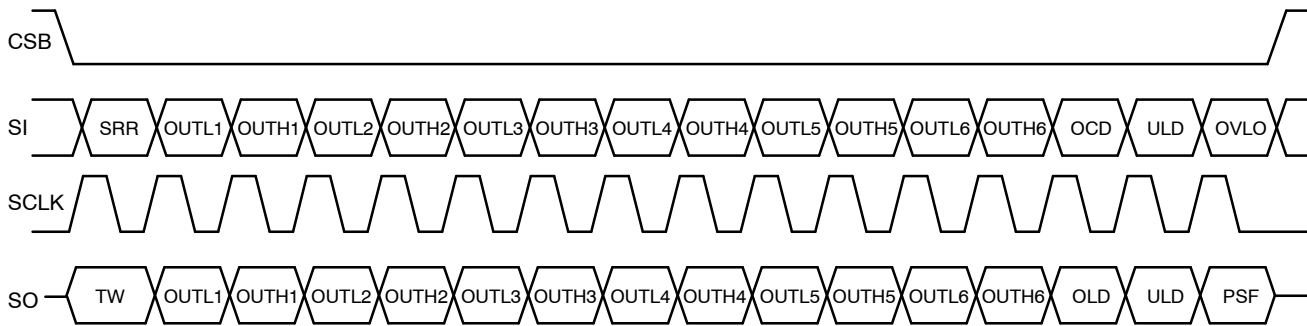 CSB
SI SRR OUTL1 OUTH1 OUTL2 OUTH2 OUTL3 OUTH3 OUTL4 OUTH4 OUTL5 OUTH5 OUTL6 OUTH6 OCD ULD OVLO
SCLK
SO TW OUTL1 OUTH1 OUTL2 OUTH2 OUTL3 OUTH3 OUTL4 OUTH4 OUTL5 OUTH5 OUTL6 OUTH6 OLD ULD PSF